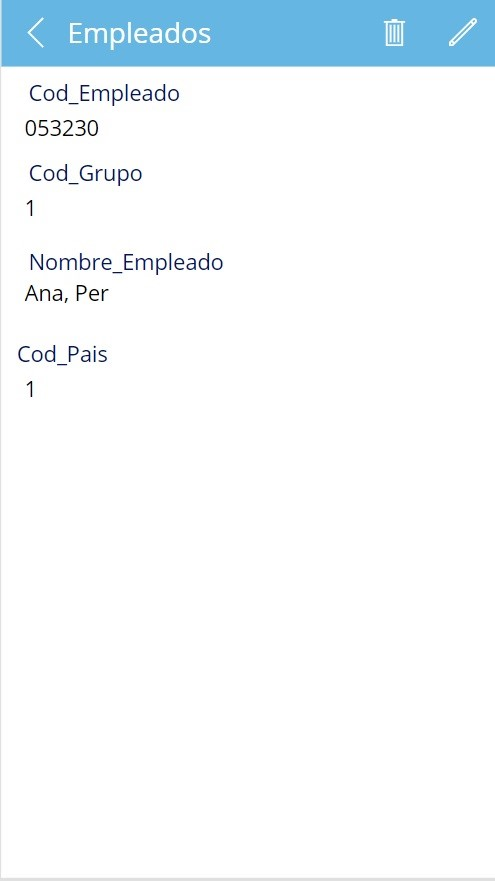 Empleados
Cod_Empleado
053230
Cod_Grupo
1
Nombre_Empleado
Ana, Per
Cod_Pais
1